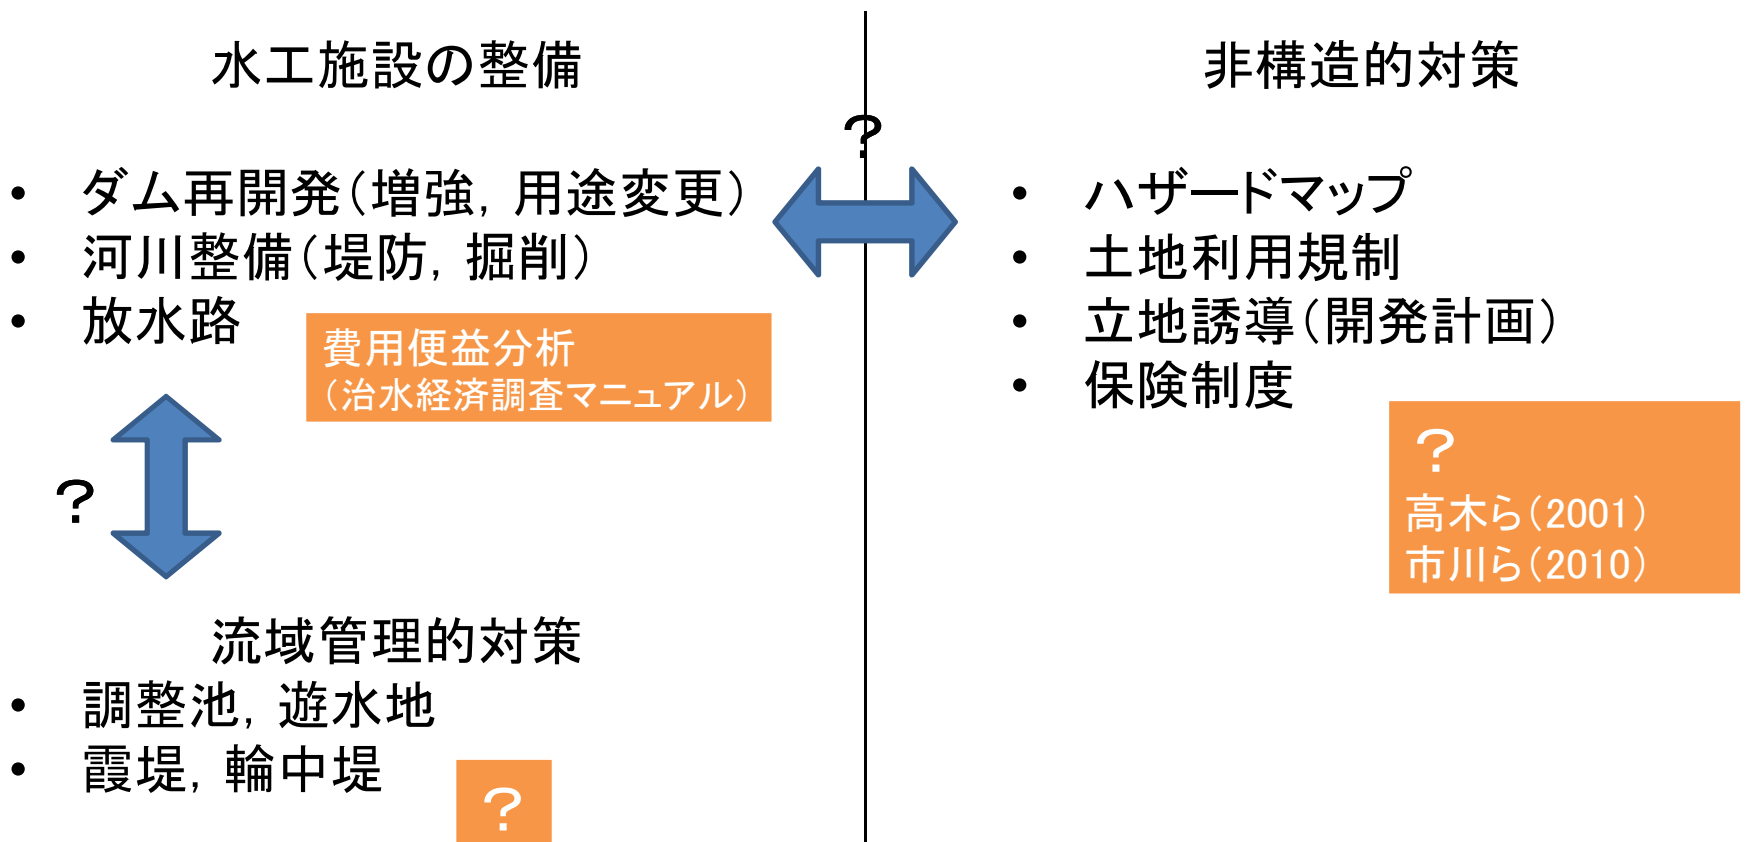 水工施設の整備
• ダム再開発(増強, 用途変更)
• 河川整備(堤防, 掘削)
• 放水路
費用便益分析
(治水経済調査マニュアル)
?
?
流域管理的対策
• 調整池, 遊水地
• 霞堤, 輪中堤
?
非構造的対策
• ハザードマップ
• 土地利用規制
• 立地誘導(開発計画)
• 保険制度
?
高木ら(2001)
市川ら(2010)